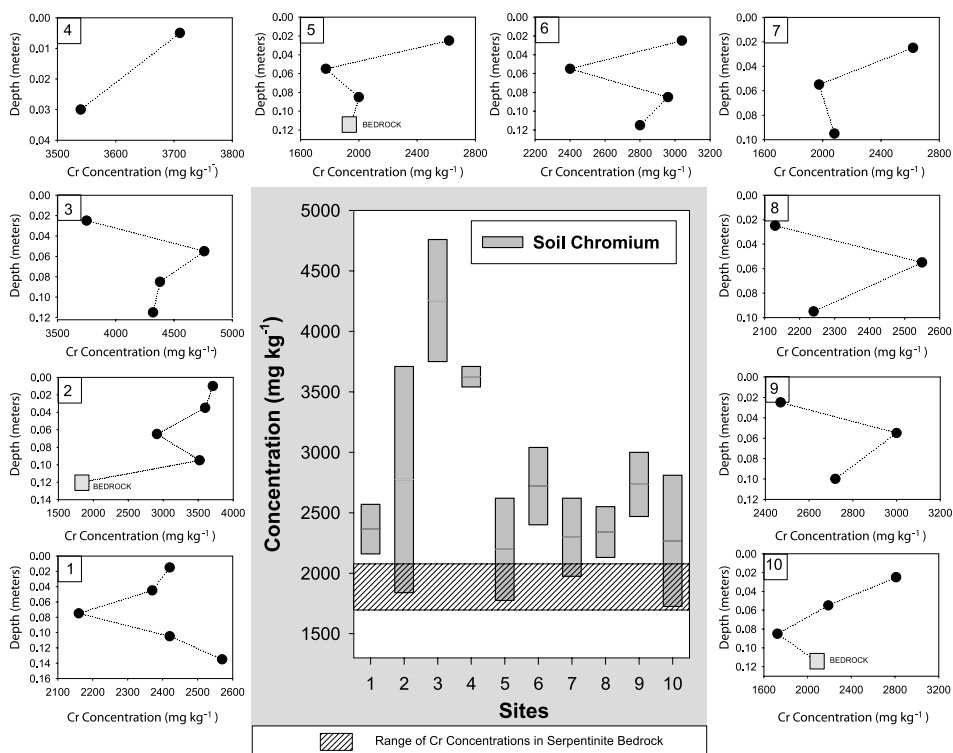 4
Depth (meters)
0.00
0.01
0.02
0.03
0.04
3500 3600 3700 3800
Cr Concentration (mg kg⁻¹)
5
Depth (meters)
0.00
0.02
0.04
0.06
0.08
0.10
0.12
BEDROCK
1600 2000 2400 2800
Cr Concentration (mg kg⁻¹)
6
Depth (meters)
0.00
0.02
0.04
0.06
0.08
0.10
0.12
2200 2400 2600 2800 3000 3200
Cr Concentration (mg kg⁻¹)
7
Depth (meters)
0.00
0.02
0.04
0.06
0.08
0.10
1600 2000 2400 2800
Cr Concentration (mg kg⁻¹)
3
Depth (meters)
0.00
0.02
0.04
0.06
0.08
0.10
0.12
3500 4000 4500 5000
Cr Concentration (mg kg⁻¹)
2
Depth (meters)
0.00
0.02
0.04
0.06
0.08
0.10
0.12
0.14
BEDROCK
1500 2000 2500 3000 3500 4000
Cr Concentration (mg kg⁻¹)
1
Depth (meters)
0.00
0.02
0.04
0.06
0.08
0.10
0.12
0.14
0.16
2100 2200 2300 2400 2500 2600
Cr Concentration (mg kg⁻¹)
Concentration (mg kg⁻¹)
5000
4500
4000
3500
3000
2500
2000
1500
Soil Chromium
1 2 3 4 5 6 7 8 9 10
Sites
Range of Cr Concentrations in Serpentinite Bedrock
8
Depth (meters)
0.00
0.02
0.04
0.06
0.08
0.10
2100 2200 2300 2400 2500 2600
Cr Concentration (mg kg⁻¹)
9
Depth (meters)
0.00
0.02
0.04
0.06
0.08
0.10
0.12
2400 2600 2800 3000 3200
Cr Concentration (mg kg⁻¹)
10
Depth (meters)
0.00
0.02
0.04
0.06
0.08
0.10
0.12
BEDROCK
1600 2000 2400 2800 3200
Cr Concentration (mg kg⁻¹)